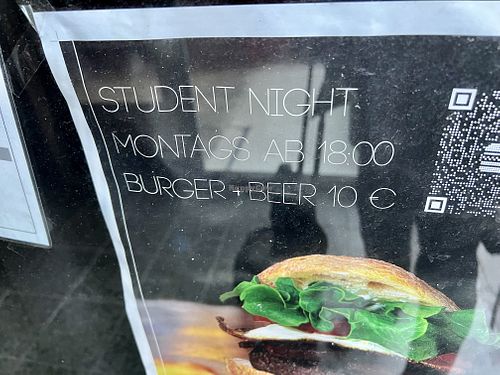 STUDENT NIGHT
MONTAGS AB 18:00
BURGER + BEER 10 €